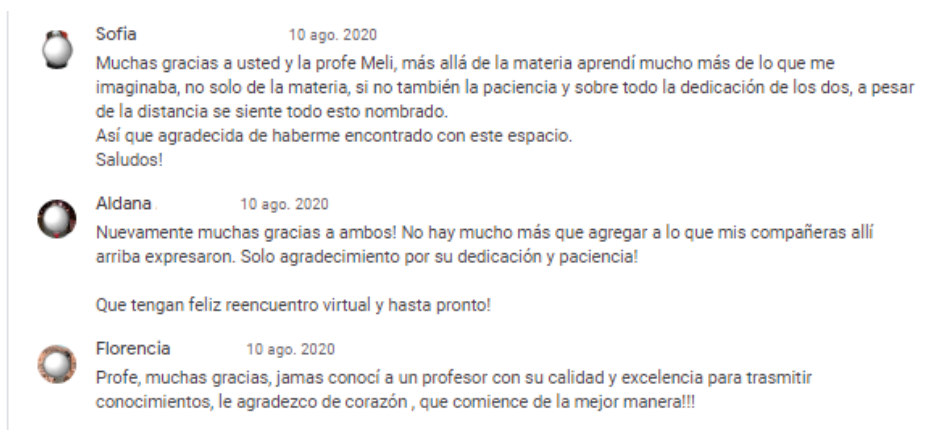 Sofia 10 ago. 2020
Muchas gracias a usted y la profe Meli, más allá de la materia aprendí mucho más de lo que me
imaginaba, no solo de la materia, si no también la paciencia y sobre todo la dedicación de los dos, a pesar
de la distancia se siente todo esto nombrado.
Así que agradecida de haberme encontrado con este espacio.
Saludos!
Aldana 10 ago. 2020
Nuevamente muchas gracias a ambos! No hay mucho más que agregar a lo que mis compañeras allí
arriba expresaron. Solo agradecimiento por su dedicación y paciencia!
Que tengan feliz reencuentro virtual y hasta pronto!
Florencia 10 ago. 2020
Profe, muchas gracias, jamas conocí a un profesor con su calidad y excelencia para trasmitir
conocimientos, le agradezco de corazón , que comience de la mejor manera!!!